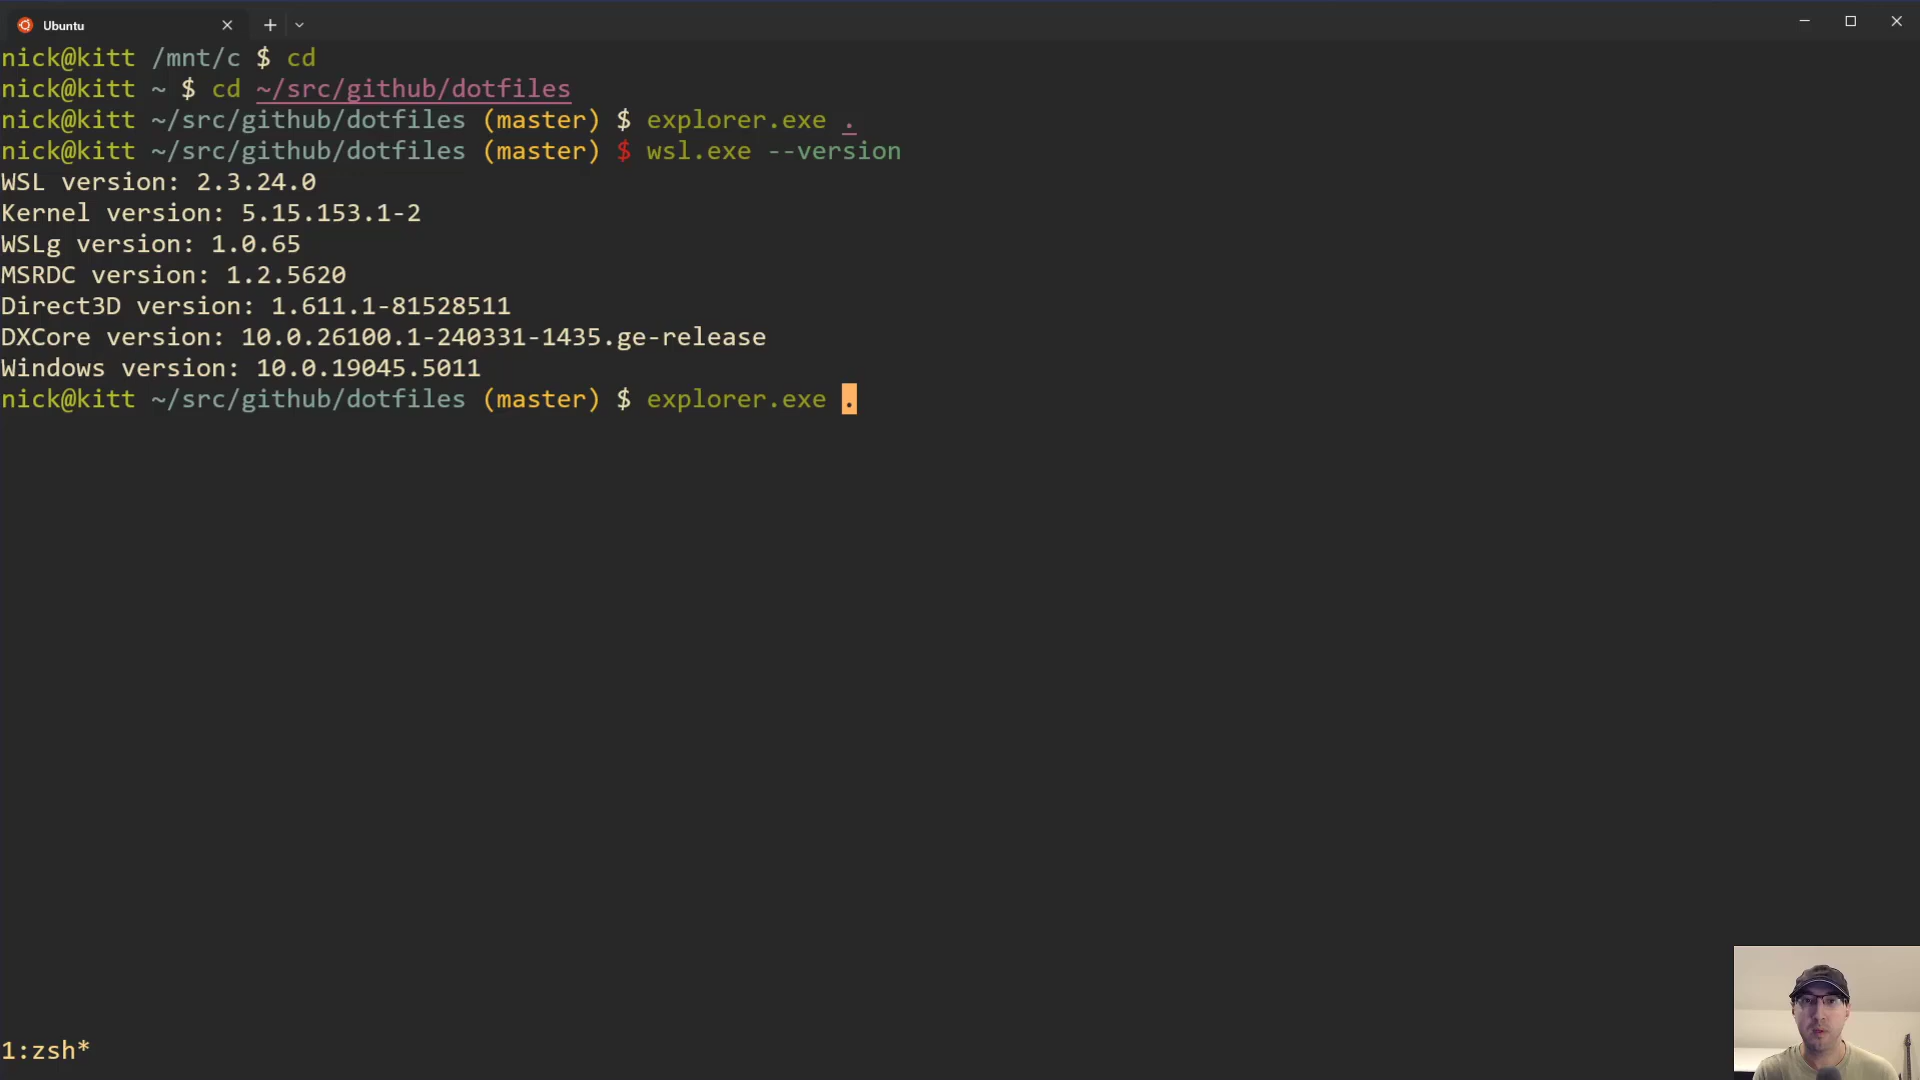 Ubuntu
nick@kitt /mnt/c $ cd
nick@kitt ~ $ cd ~/src/github/dotfiles
nick@kitt ~/src/github/dotfiles (master) $ explorer.exe .
nick@kitt ~/src/github/dotfiles (master) $ wsl.exe --version
WSL version: 2.3.24.0
Kernel version: 5.15.153.1-2
WSLg version: 1.0.65
MSRDC version: 1.2.5620
Direct3D version: 1.611.1-81528511
DXCore version: 10.0.26100.1-240331-1435.ge-release
Windows version: 10.0.19045.5011
nick@kitt ~/src/github/dotfiles (master) $ explorer.exe .
1:zsh*